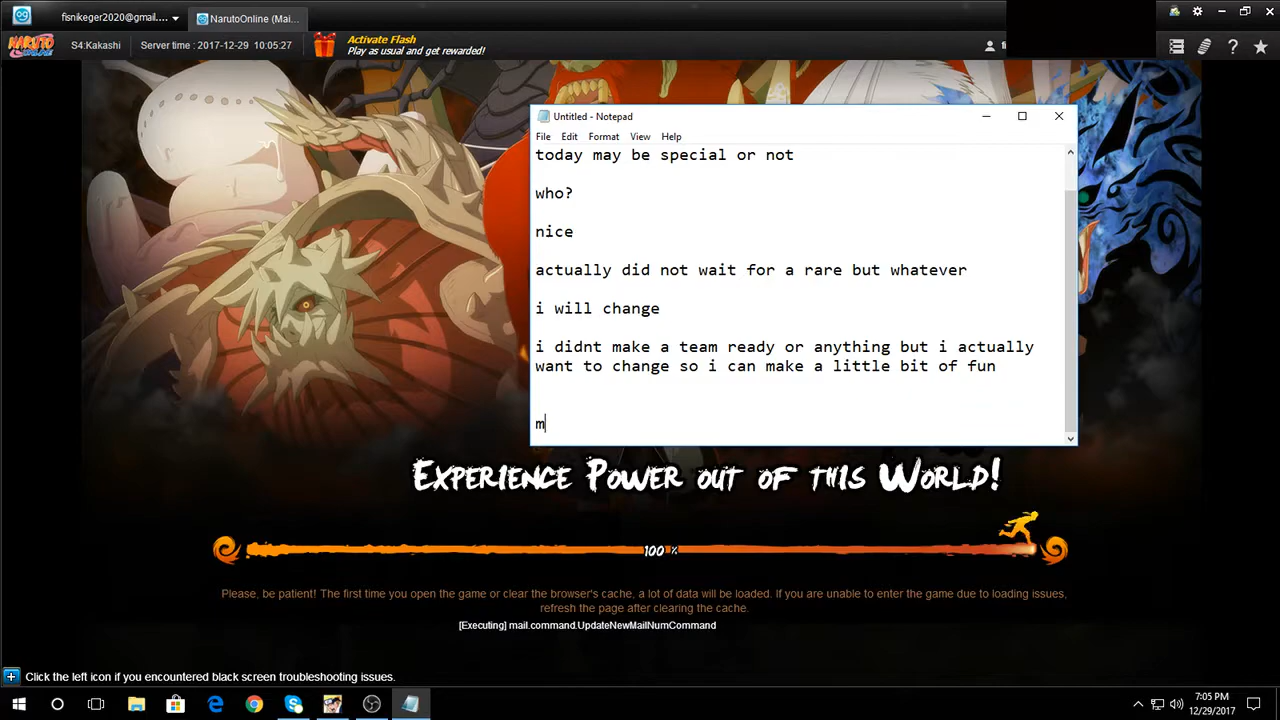 fisnikeger2020@gmail....
NarutoOnline (Mai...
NARUTO
ONLINE
S4:Kakashi
Server time : 2017-12-29 10:05:27
Activate Flash
Play as usual and get rewarded!
Untitled - Notepad
File Edit Format View Help
today may be special or not
who?
nice
actually did not wait for a rare but whatever
i will change
i didnt make a team ready or anything but i actually
want to change so i can make a little bit of fun
m
Experience Power out of this World!
100 %
Please, be patient! The first time you open the game or clear the browser's cache, a lot of data will be loaded. If you are unable to enter the game due to loading issues,
refresh the page after clearing the cache.
[Executing] mail.command.UpdateNewMailNumCommand
Click the left icon if you encountered black screen troubleshooting issues.
7:05 PM
12/29/2017